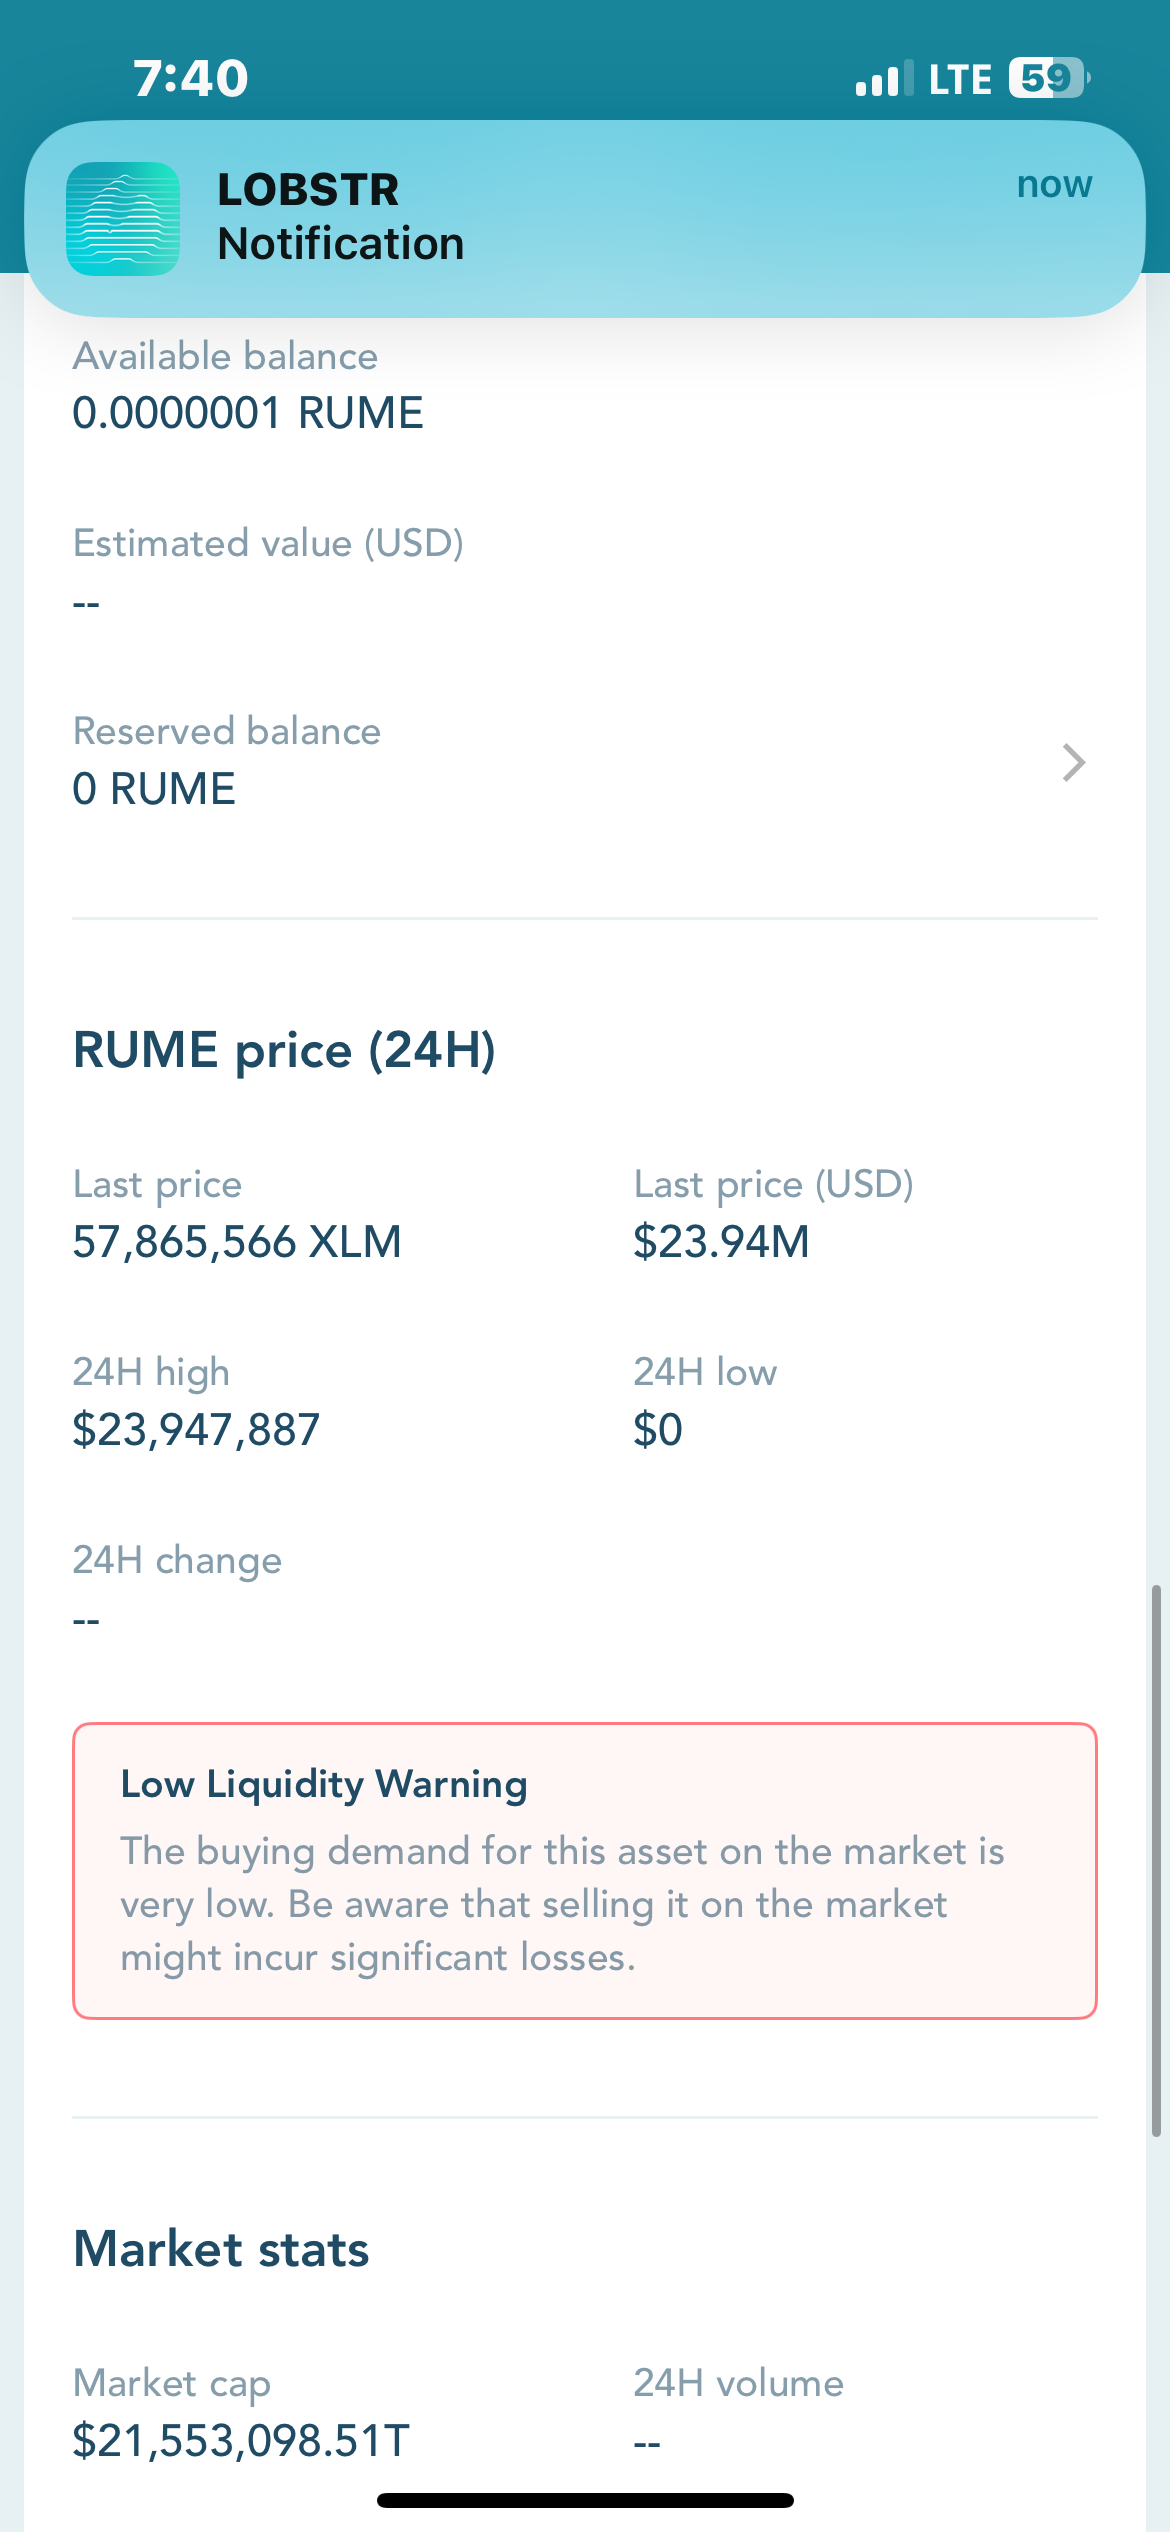 7:40
LTE
59
LOBSTR
now
Notification
Available balance
0.0000001 RUME
Estimated value (USD)
--
Reserved balance
0 RUME
RUME price (24H)
Last price
Last price (USD)
57,865,566 XLM
$23.94M
24H high
24H low
$23,947,887
$0
24H change
--
Low Liquidity Warning
The buying demand for this asset on the market is
very low. Be aware that selling it on the market
might incur significant losses.
Market stats
Market cap
24H volume
$21,553,098.51T
--